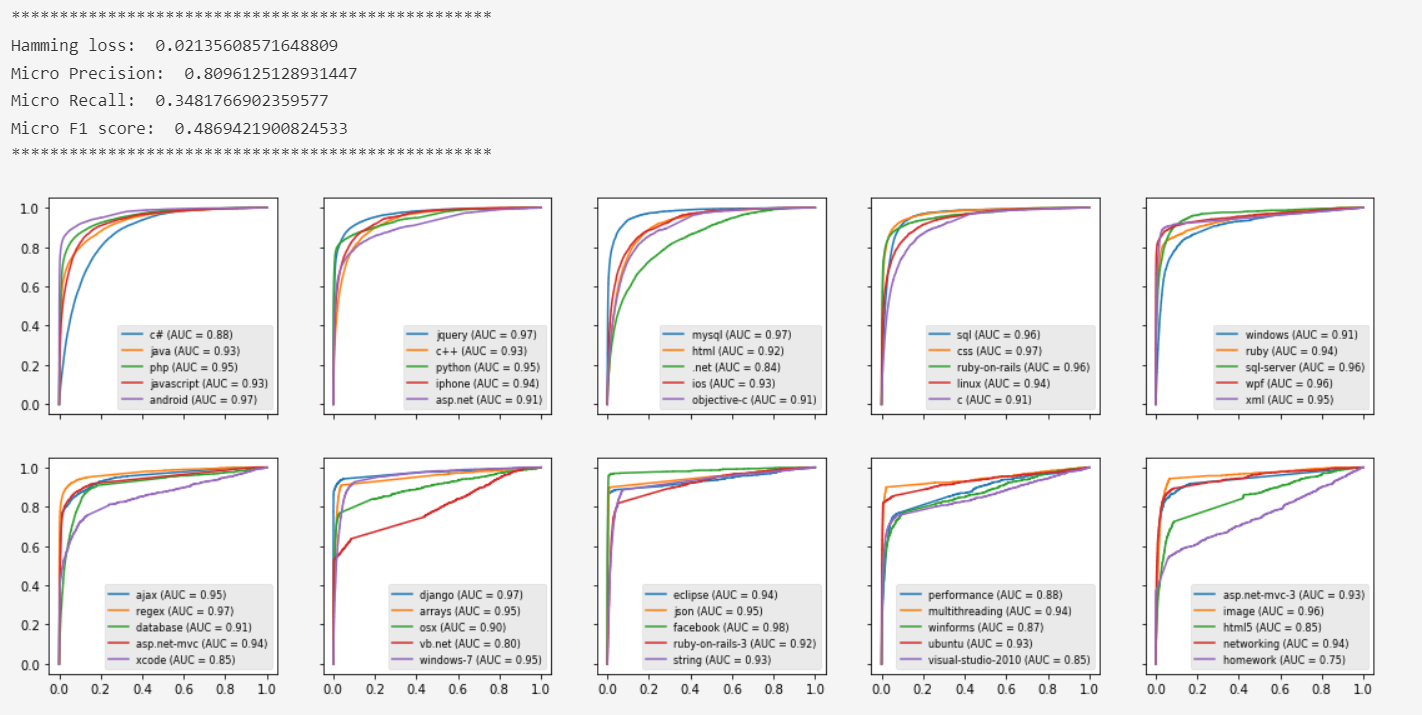 **************************************************
Hamming loss:  0.02135608571648809
Micro Precision:  0.8096125128931447
Micro Recall:  0.3481766902359577
Micro F1 score:  0.4869421900824533
**************************************************
1.0
0.8
0.6
0.4
0.2
0.0
c# (AUC = 0.88)
java (AUC = 0.93)
php (AUC = 0.95)
javascript (AUC = 0.93)
android (AUC = 0.97)
jquery (AUC = 0.97)
c++ (AUC = 0.93)
python (AUC = 0.95)
iphone (AUC = 0.94)
asp.net (AUC = 0.91)
mysql (AUC = 0.97)
html (AUC = 0.92)
.net (AUC = 0.84)
ios (AUC = 0.93)
objective-c (AUC = 0.91)
sql (AUC = 0.96)
css (AUC = 0.97)
ruby-on-rails (AUC = 0.96)
linux (AUC = 0.94)
c (AUC = 0.91)
windows (AUC = 0.91)
ruby (AUC = 0.94)
sql-server (AUC = 0.96)
wpf (AUC = 0.96)
xml (AUC = 0.95)
1.0
0.8
0.6
0.4
0.2
0.0
ajax (AUC = 0.95)
regex (AUC = 0.97)
database (AUC = 0.91)
asp.net-mvc (AUC = 0.94)
xcode (AUC = 0.85)
0.0 0.2 0.4 0.6 0.8 1.0
django (AUC = 0.97)
arrays (AUC = 0.95)
osx (AUC = 0.90)
vb.net (AUC = 0.80)
windows-7 (AUC = 0.95)
0.0 0.2 0.4 0.6 0.8 1.0
eclipse (AUC = 0.94)
json (AUC = 0.95)
facebook (AUC = 0.98)
ruby-on-rails-3 (AUC = 0.92)
string (AUC = 0.93)
0.0 0.2 0.4 0.6 0.8 1.0
performance (AUC = 0.88)
multithreading (AUC = 0.94)
winforms (AUC = 0.87)
ubuntu (AUC = 0.93)
visual-studio-2010 (AUC = 0.85)
0.0 0.2 0.4 0.6 0.8 1.0
asp.net-mvc-3 (AUC = 0.93)
image (AUC = 0.96)
html5 (AUC = 0.85)
networking (AUC = 0.94)
homework (AUC = 0.75)
0.0 0.2 0.4 0.6 0.8 1.0